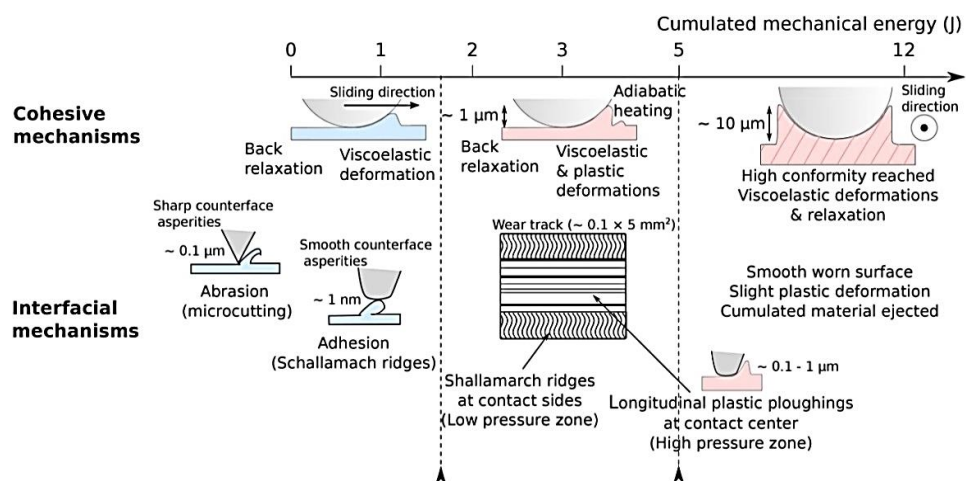 Cumulated mechanical energy (J)
0 1 2 3 5 12
Cohesive
mechanisms
Sliding direction
Back
relaxation
Viscoelastic
deformation
~ 1 μm
Adiabatic
heating
Back
relaxation
Viscoelastic
& plastic
deformations
~ 10 μm
Sliding
direction
High conformity reached
Viscoelastic deformations
& relaxation
Interfacial
mechanisms
Sharp counterface
asperities
~ 0.1 μm
Abrasion
(microcutting)
Smooth counterface
asperities
~ 1 nm
Adhesion
(Schallamach ridges)
Wear track (~ 0.1 × 5 mm²)
Shallamarch ridges
at contact sides
(Low pressure zone)
Longitudinal plastic ploughings
at contact center
(High pressure zone)
Smooth worn surface
Slight plastic deformation
Cumulated material ejected
~ 0.1 - 1 μm